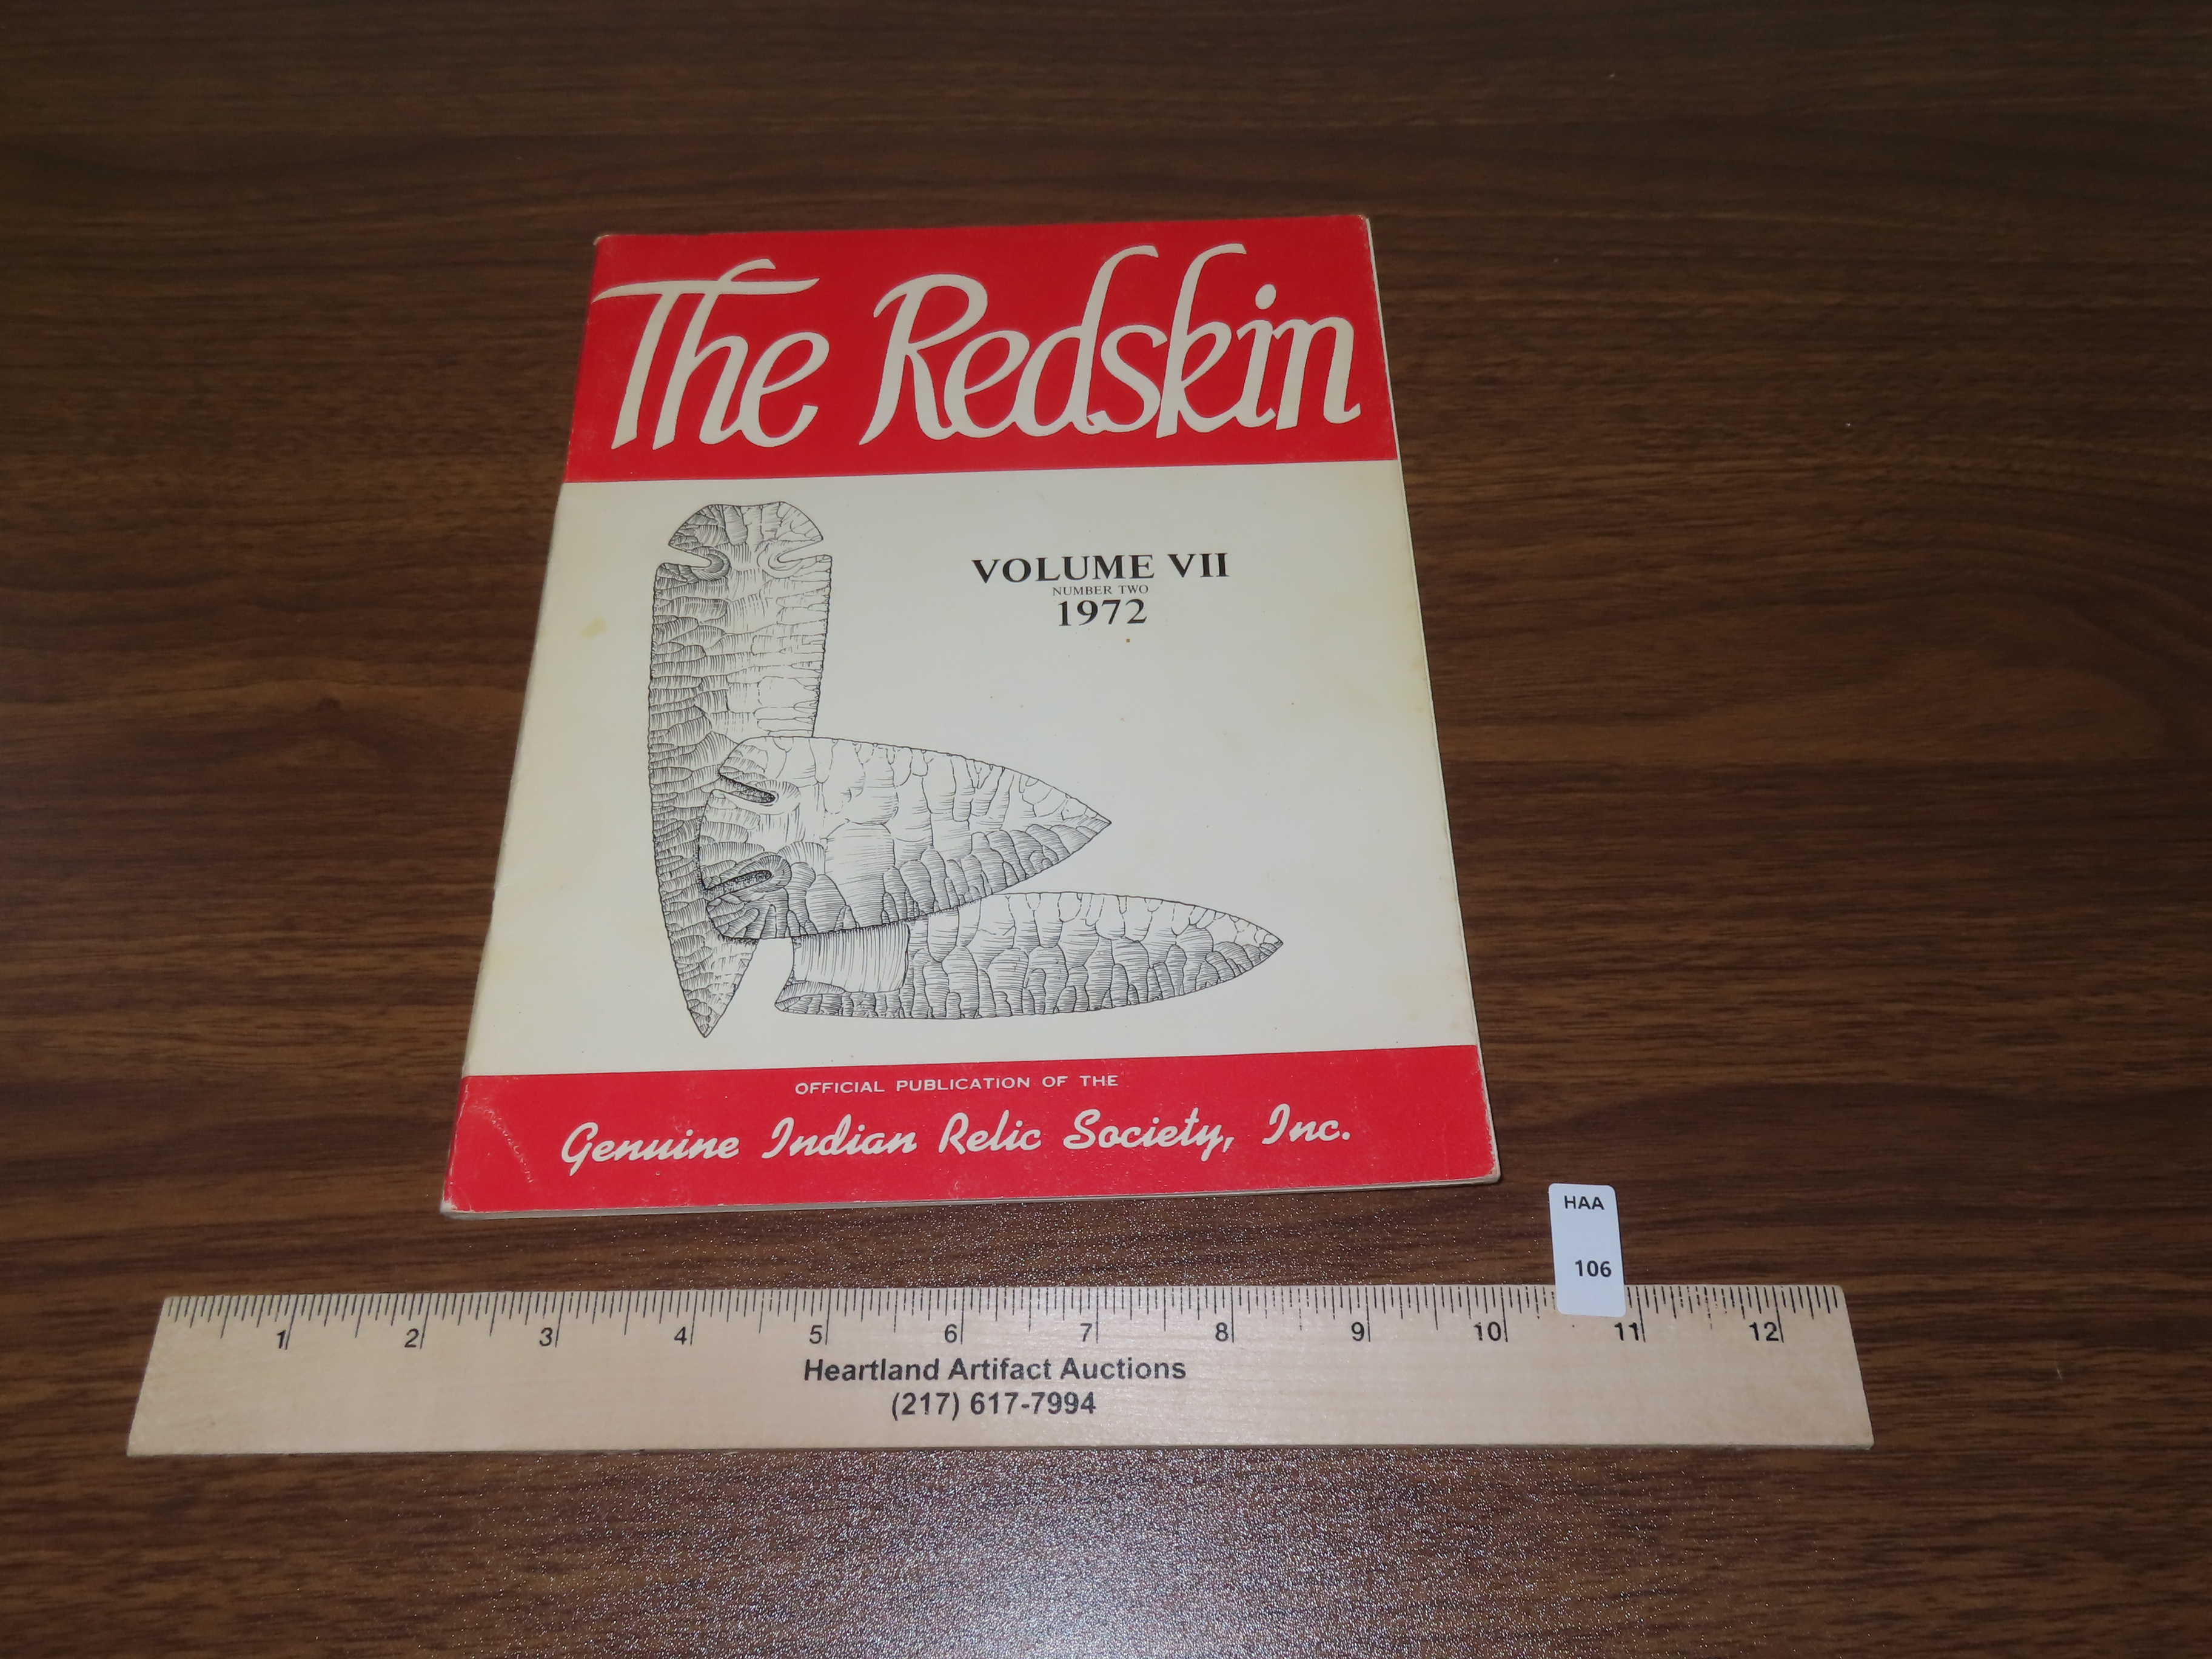 The Redskin
VOLUME VII
NUMBER TWO
1972
OFFICIAL PUBLICATION OF THE
Genuine Indian Relic Society, Inc.
HAA
106
1 2 3 4 5 6 7 8 9 10 11 12
Heartland Artifact Auctions
(217) 617-7994